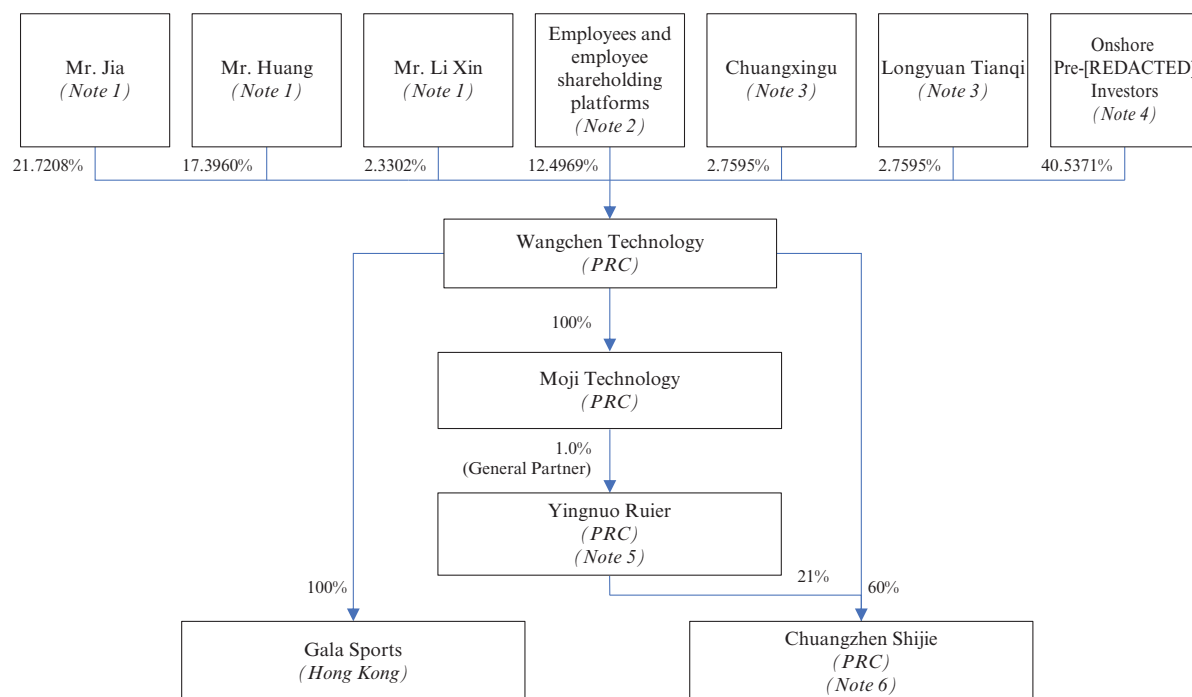 Mr. Jia
(Note 1)
Mr. Huang
(Note 1)
Mr. Li Xin
(Note 1)
Employees and
employee
shareholding
platforms
(Note 2)
Chuangxingu
(Note 3)
Longyuan Tianqi
(Note 3)
Onshore
Pre-[REDACTED]
Investors
(Note 4)
21.7208%
17.3960%
2.3302%
12.4969%
2.7595%
2.7595%
40.5371%
Wangchen Technology
(PRC)
100%
Moji Technology
(PRC)
1.0%
(General Partner)
Yingnuo Ruier
(PRC)
(Note 5)
100%
21%
60%
Gala Sports
(Hong Kong)
Chuangzhen Shijie
(PRC)
(Note 6)